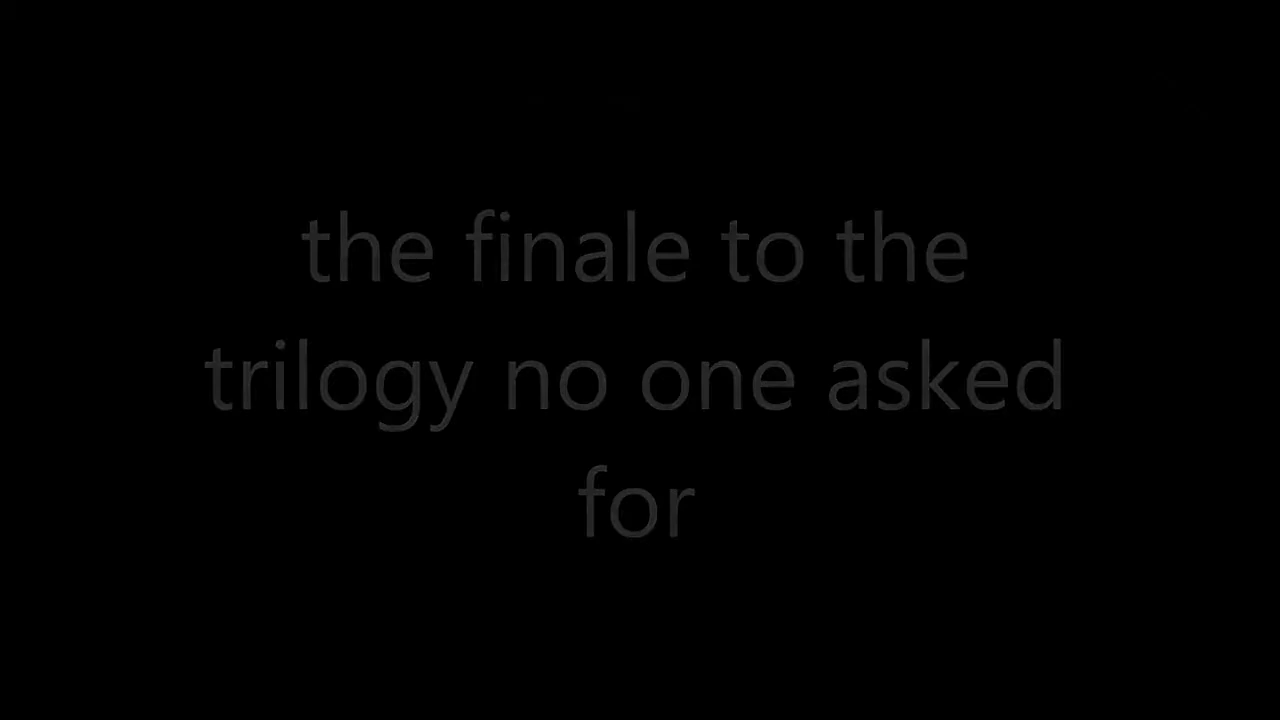 the finale to the
trilogy no one asked
for